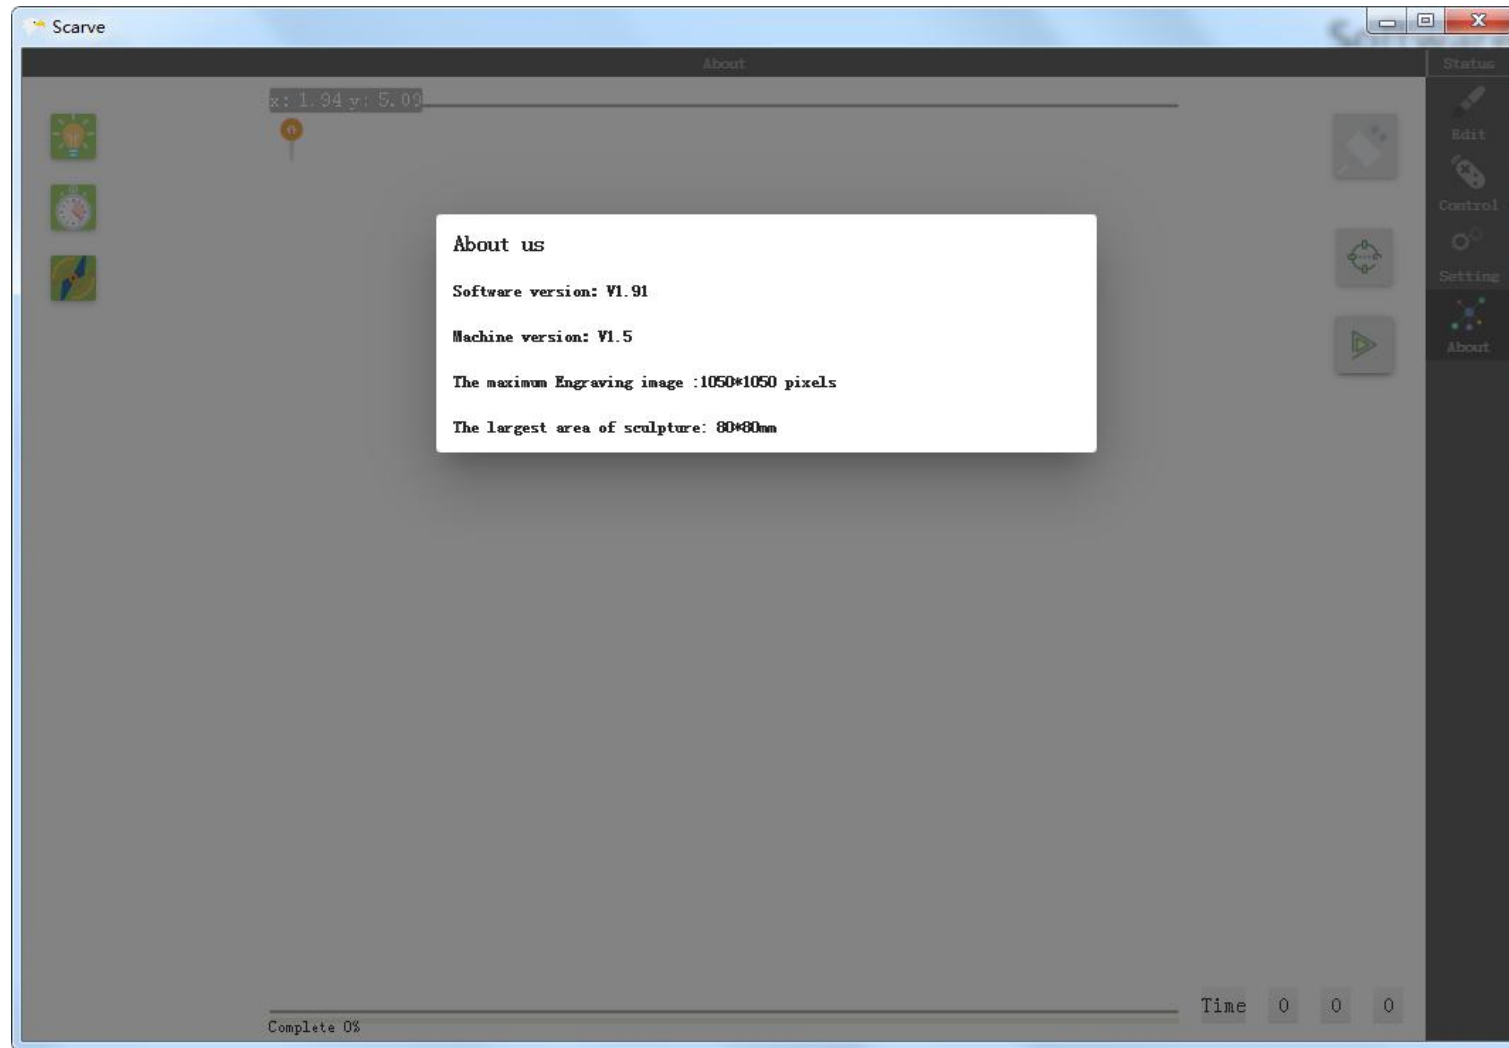 Scarve
Software
About
Status
x: 1.94 y: 5.09
Edit
Control
Setting
About
About us
Software version: V1.91
Machine version: V1.5
The maximum Engraving image :1050*1050 pixels
The largest area of sculpture: 80*80mm
Time 0 0 0
Complete 0%